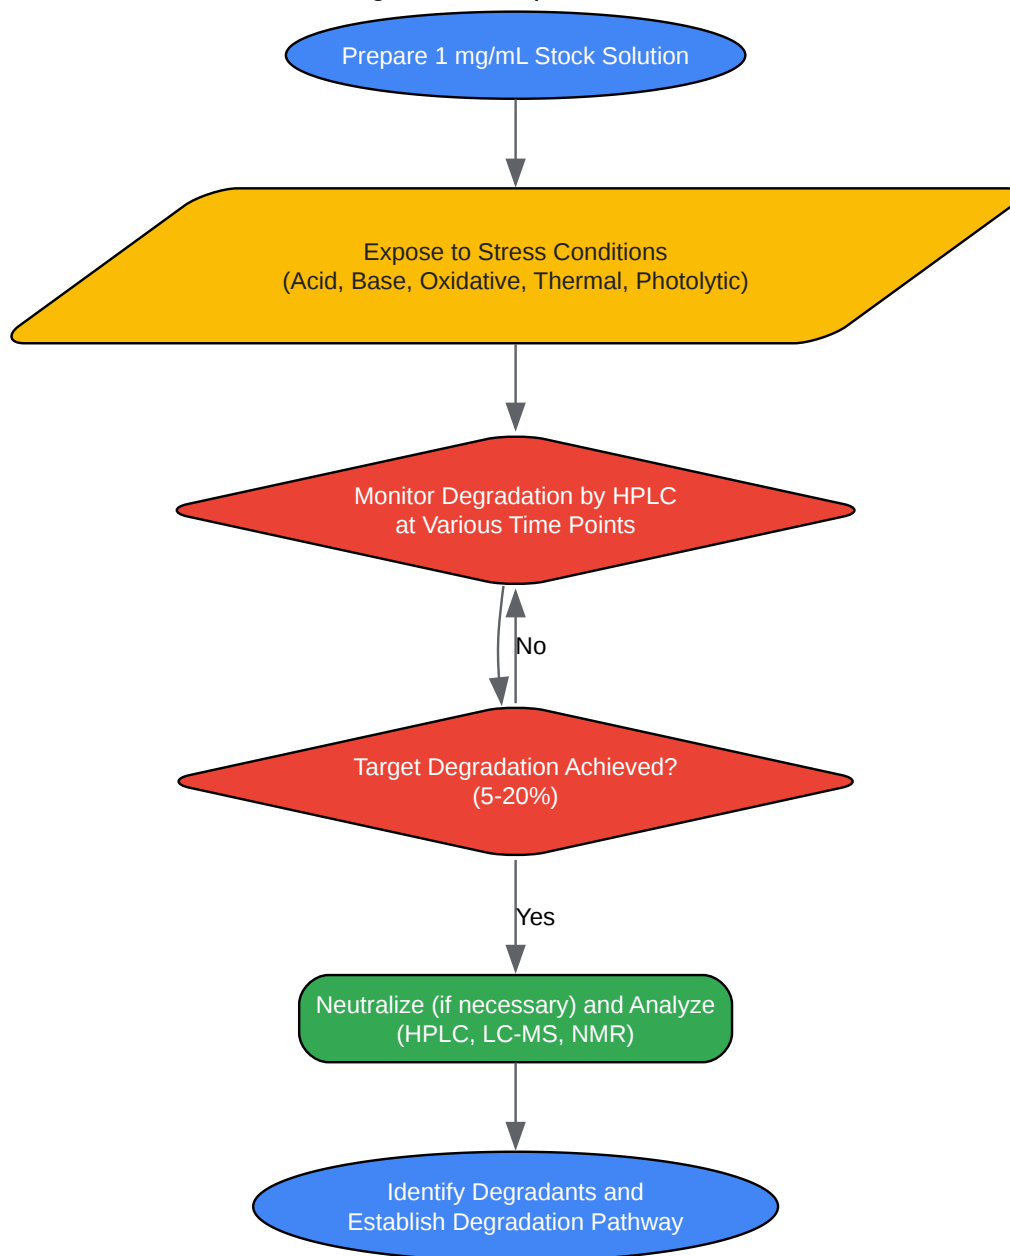 Prepare 1 mg/mL Stock Solution
Expose to Stress Conditions
(Acid, Base, Oxidative, Thermal, Photolytic)
Monitor Degradation by HPLC
at Various Time Points
No
Target Degradation Achieved?
(5-20%)
Yes
Neutralize (if necessary) and Analyze
(HPLC, LC-MS, NMR)
Identify Degradants and
Establish Degradation Pathway